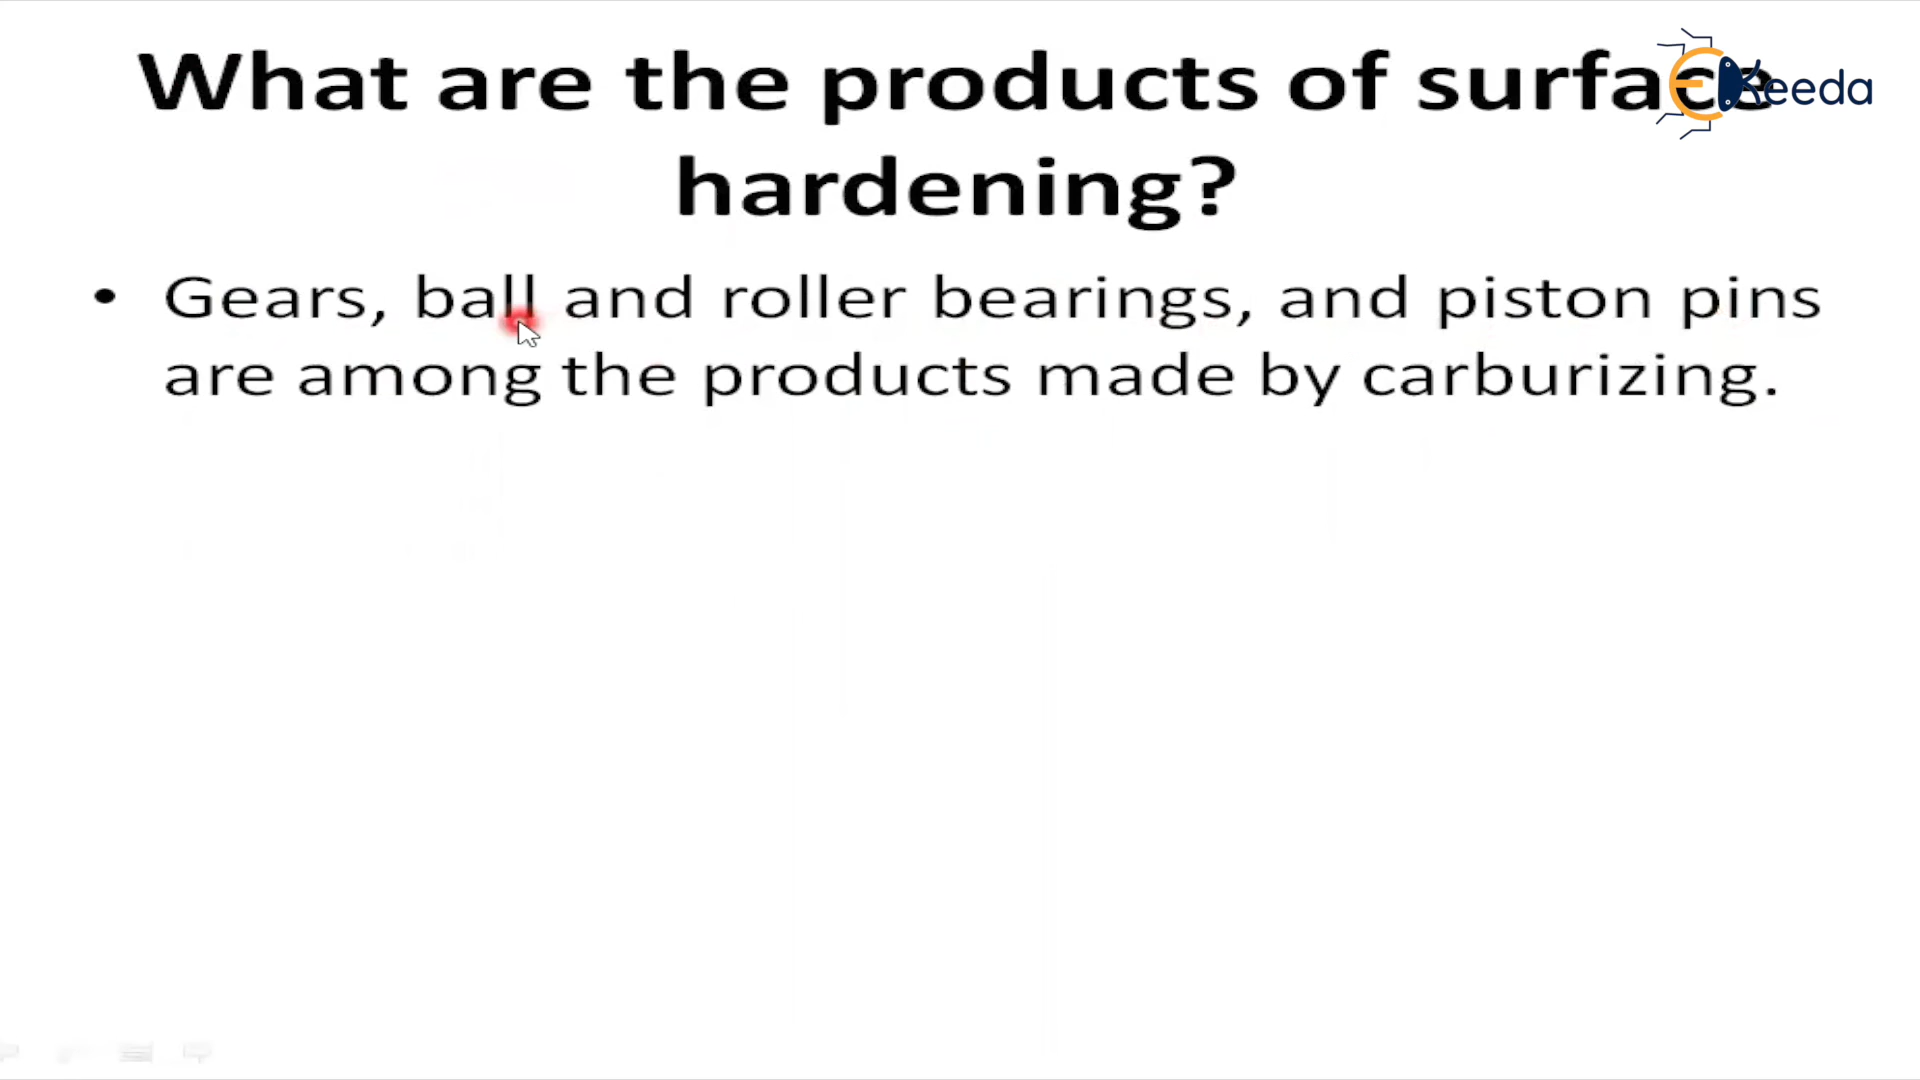 What are the products of surface
hardening?
• Gears, ball and roller bearings, and piston pins
are among the products made by carburizing.
Keeda